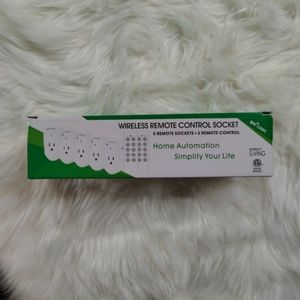 WIRELESS REMOTE CONTROL SOCKET
5 REMOTE SOCKETS • 2 REMOTE CONTROL
Home Automation
Simplify Your Life